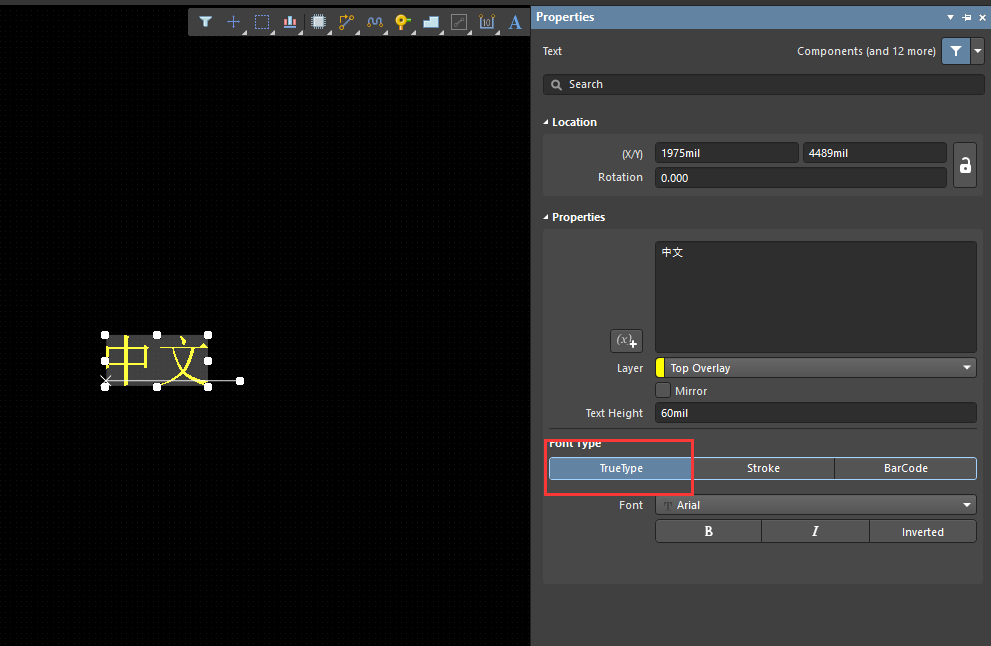 Properties
Text
Components (and 12 more)
Search
Location
(X/Y)
1975mil
4489mil
Rotation
0.000
Properties
中文
(x)+
中文
Layer
Top Overlay
Mirror
Text Height
60mil
Font Type
TrueType
Stroke
BarCode
Font
Arial
B
I
Inverted